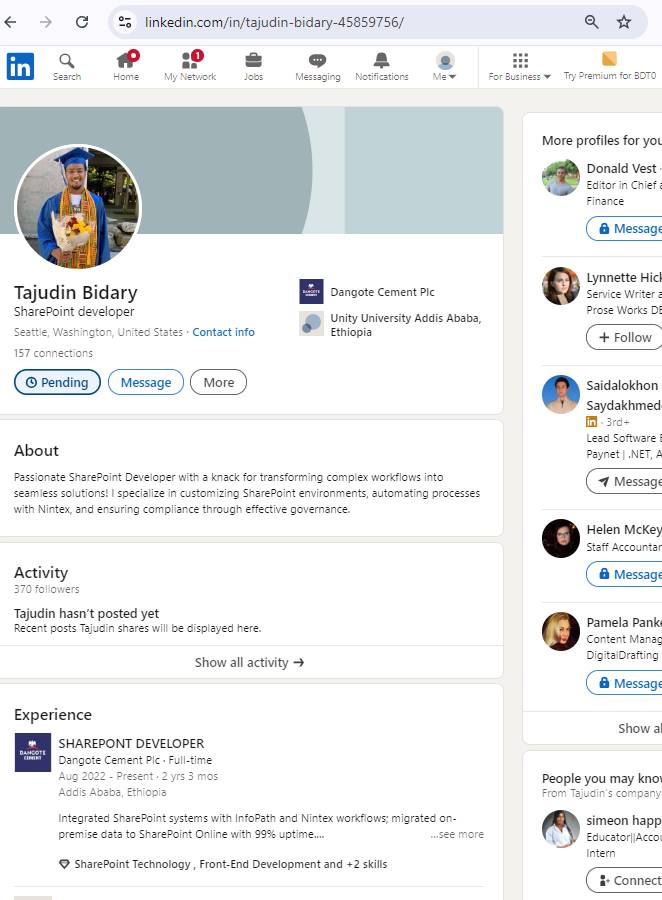 linkedin.com/in/tajudin-bidary-45859756/
in
Search
Home
1
My Network
Jobs
Messaging
Notifications
Me
For Business
Try Premium for BDT0
Tajudin Bidary
SharePoint developer
Seattle, Washington, United States · Contact info
157 connections
Pending
Message
More
DANGOTE
CEMENT
Dangote Cement Plc
Unity University Addis Ababa,
Ethiopia
About
Passionate SharePoint Developer with a knack for transforming complex workflows into
seamless solutions! I specialize in customizing SharePoint environments, automating processes
with Nintex, and ensuring compliance through effective governance.
Activity
370 followers
Tajudin hasn't posted yet
Recent posts Tajudin shares will be displayed here.
Show all activity →
Experience
DANGOTE
CEMENT
SHAREPONT DEVELOPER
Dangote Cement Plc · Full-time
Aug 2022 - Present · 2 yrs 3 mos
Addis Ababa, Ethiopia
Integrated SharePoint systems with InfoPath and Nintex workflows; migrated on-
premise data to SharePoint Online with 99% uptime.... ...see more
SharePoint Technology , Front-End Development and +2 skills
More profiles for you
Donald Vest ·
Editor in Chief a
Finance
Message
Lynnette Hick
Service Writer a
Prose Works DB
+ Follow
Saidalokhon
Saydakhmed
in · 3rd+
Lead Software E
Paynet | .NET, A
Message
Helen McKey
Staff Accountan
Message
Pamela Panke
Content Manag
DigitalDrafting
Message
Show al
People you may know
From Tajudin's company
simeon happ
Educator||Accou
Intern
Connect